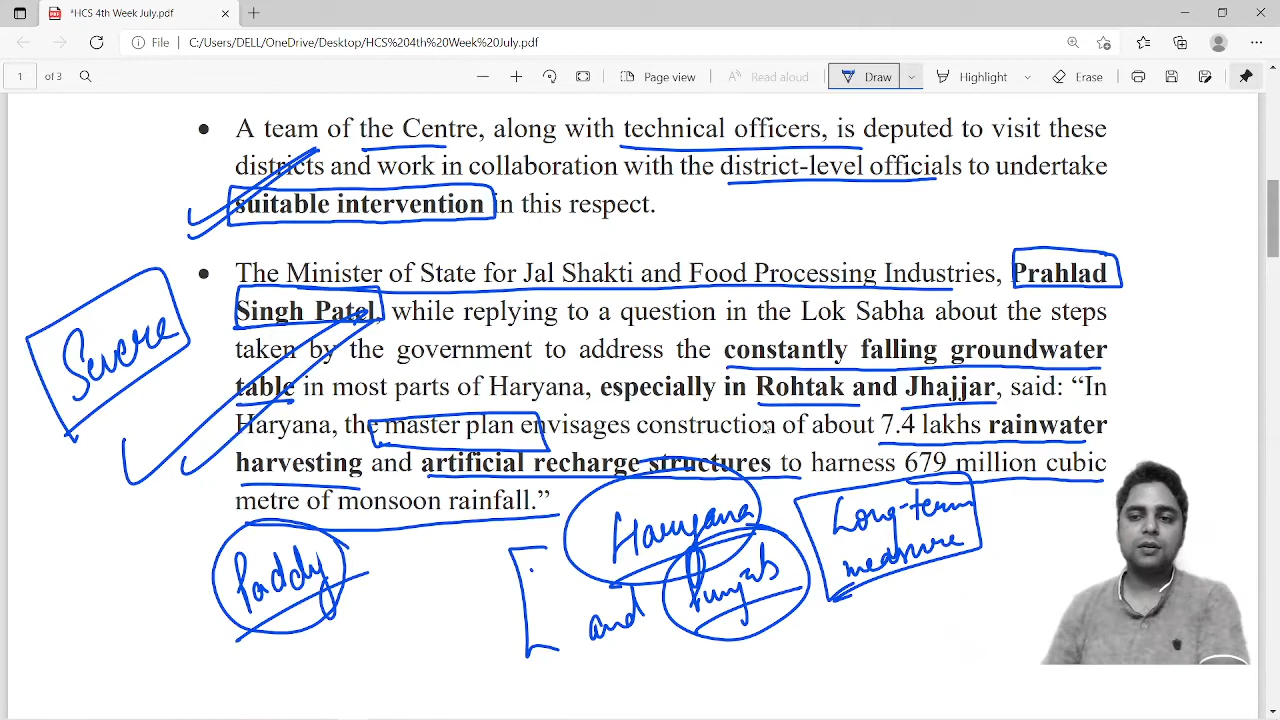 *HCS 4th Week July.pdf
File
C:/Users/DELL/OneDrive/Desktop/HCS%204th%20Week%20July.pdf
1 of 3
Page view
Read aloud
Draw
Highlight
Erase
• A team of the Centre, along with technical officers, is deputed to visit these
districts and work in collaboration with the district-level officials to undertake
suitable intervention in this respect.
• The Minister of State for Jal Shakti and Food Processing Industries, Prahlad
Singh Patel, while replying to a question in the Lok Sabha about the steps
taken by the government to address the constantly falling groundwater
table in most parts of Haryana, especially in Rohtak and Jhajjar, said: “In
Haryana, the master plan envisages construction of about 7.4 lakhs rainwater
harvesting and artificial recharge structures to harness 679 million cubic
metre of monsoon rainfall.”
Severe
Paddy
Haryana
and Punjab
Long-term
measure